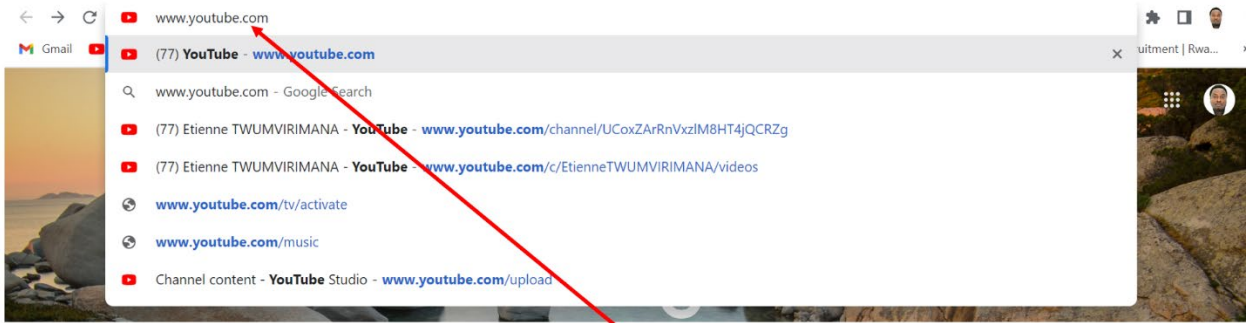 www.youtube.com
Gmail
uitment | Rwa...
(77) YouTube - www.youtube.com
www.youtube.com - Google Search
(77) Etienne TWUMVIRIMANA - YouTube - www.youtube.com/channel/UCoxZArRnVxzlM8HT4jQCRZg
(77) Etienne TWUMVIRIMANA - YouTube - www.youtube.com/c/EtienneTWUMVIRIMANA/videos
www.youtube.com/tv/activate
www.youtube.com/music
Channel content - YouTube Studio - www.youtube.com/upload